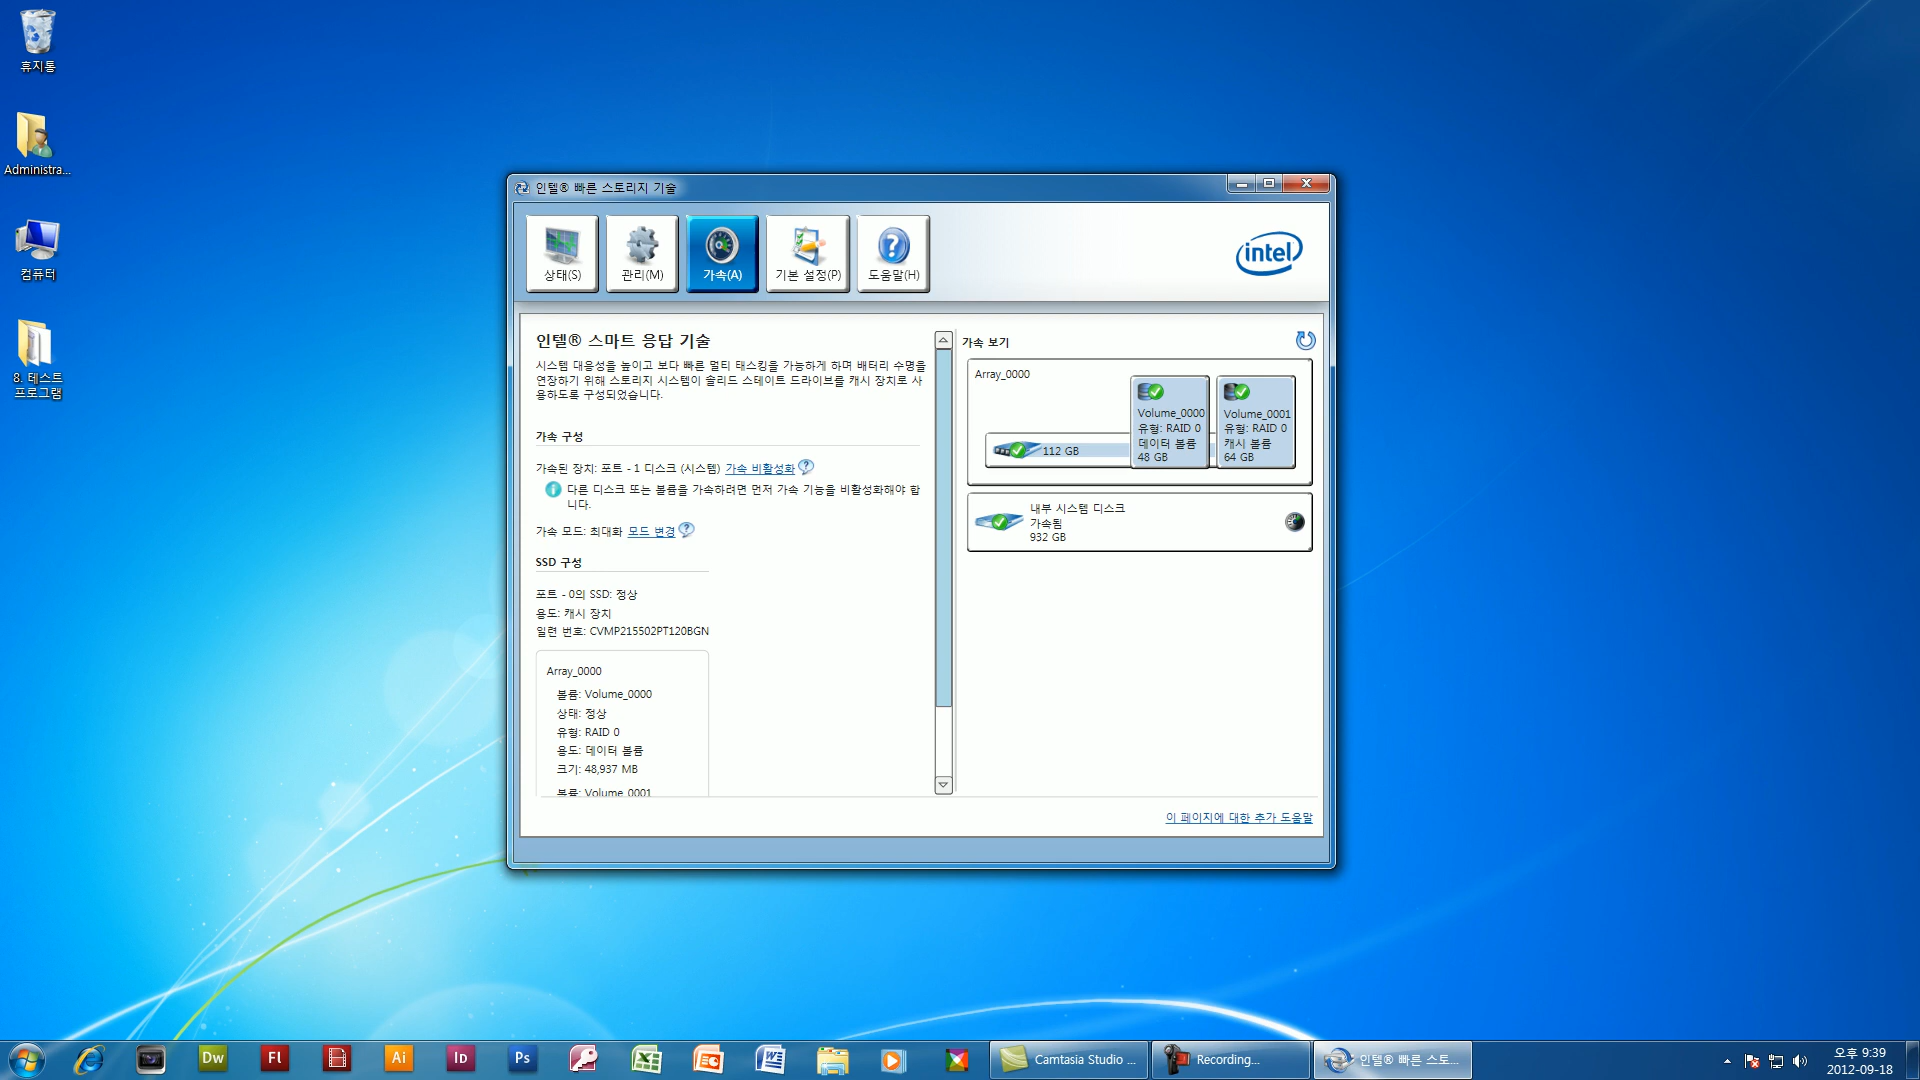 휴지통
Administra...
컴퓨터
8. 테스트
프로그램
인텔® 빠른 스토리지 기술
상태(S)
관리(M)
가속(A)
기본 설정(P)
도움말(H)
intel
인텔® 스마트 응답 기술
시스템 대응성을 높이고 보다 빠른 멀티 태스킹을 가능하게 하며 배터리 수명을
연장하기 위해 스토리지 시스템이 솔리드 스테이트 드라이브를 캐시 장치로 사
용하도록 구성되었습니다.
가속 구성
가속된 장치: 포트 - 1 디스크 (시스템) 가속 비활성화
다른 디스크 또는 볼륨을 가속하려면 먼저 가속 기능을 비활성화해야 합
니다.
가속 모드: 최대화 모드 변경
SSD 구성
포트 - 0의 SSD: 정상
용도: 캐시 장치
일련 번호: CVMP215502PT120BGN
Array_0000
볼륨: Volume_0000
상태: 정상
유형: RAID 0
용도: 데이터 볼륨
크기: 48,937 MB
볼륨: Volume_0001
가속 보기
Array_0000
112 GB
Volume_0000
유형: RAID 0
데이터 볼륨
48 GB
Volume_0001
유형: RAID 0
캐시 볼륨
64 GB
내부 시스템 디스크
가속됨
932 GB
이 페이지에 대한 추가 도움말
Dw
Fl
Ai
Id
Ps
Camtasia Studio ...
Recording...
인텔® 빠른 스토...
오후 9:39
2012-09-18